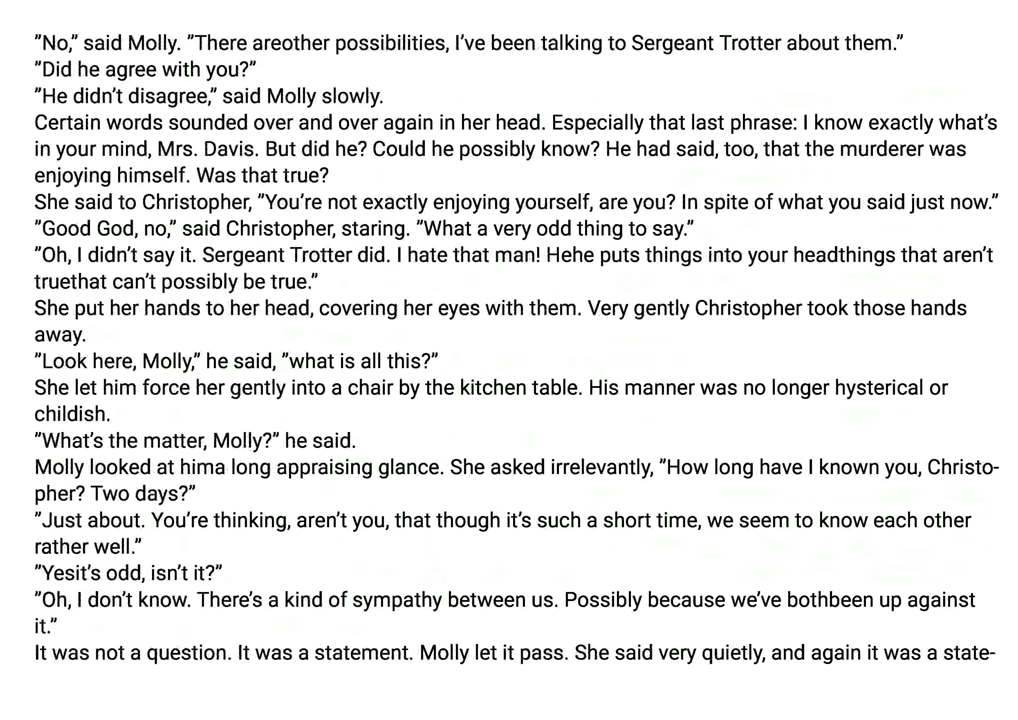 "No," said Molly. "There areother possibilities, I've been talking to Sergeant Trotter about them."
"Did he agree with you?"
"He didn't disagree," said Molly slowly.
Certain words sounded over and over again in her head. Especially that last phrase: I know exactly what's
in your mind, Mrs. Davis. But did he? Could he possibly know? He had said, too, that the murderer was
enjoying himself. Was that true?
She said to Christopher, "You're not exactly enjoying yourself, are you? In spite of what you said just now."
"Good God, no," said Christopher, staring. "What a very odd thing to say."
"Oh, I didn't say it. Sergeant Trotter did. I hate that man! Hehe puts things into your headthings that aren't
truethat can't possibly be true."
She put her hands to her head, covering her eyes with them. Very gently Christopher took those hands
away.
"Look here, Molly," he said, "what is all this?"
She let him force her gently into a chair by the kitchen table. His manner was no longer hysterical or
childish.
"What's the matter, Molly?" he said.
Molly looked at hima long appraising glance. She asked irrelevantly, "How long have I known you, Christo-
pher? Two days?"
"Just about. You're thinking, aren't you, that though it's such a short time, we seem to know each other
rather well."
"Yesit's odd, isn't it?"
"Oh, I don't know. There's a kind of sympathy between us. Possibly because we've bothbeen up against
it."
It was not a question. It was a statement. Molly let it pass. She said very quietly, and again it was a state-